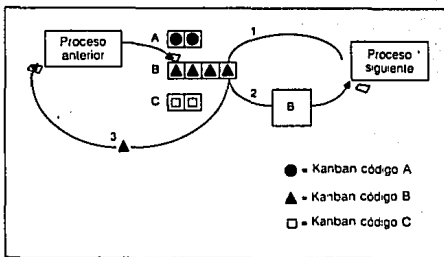 Proceso
anterior
A
B
C
1
2
3
B
Proceso
siguiente
= Kanban código A
= Kanban código B
= Kanban código C